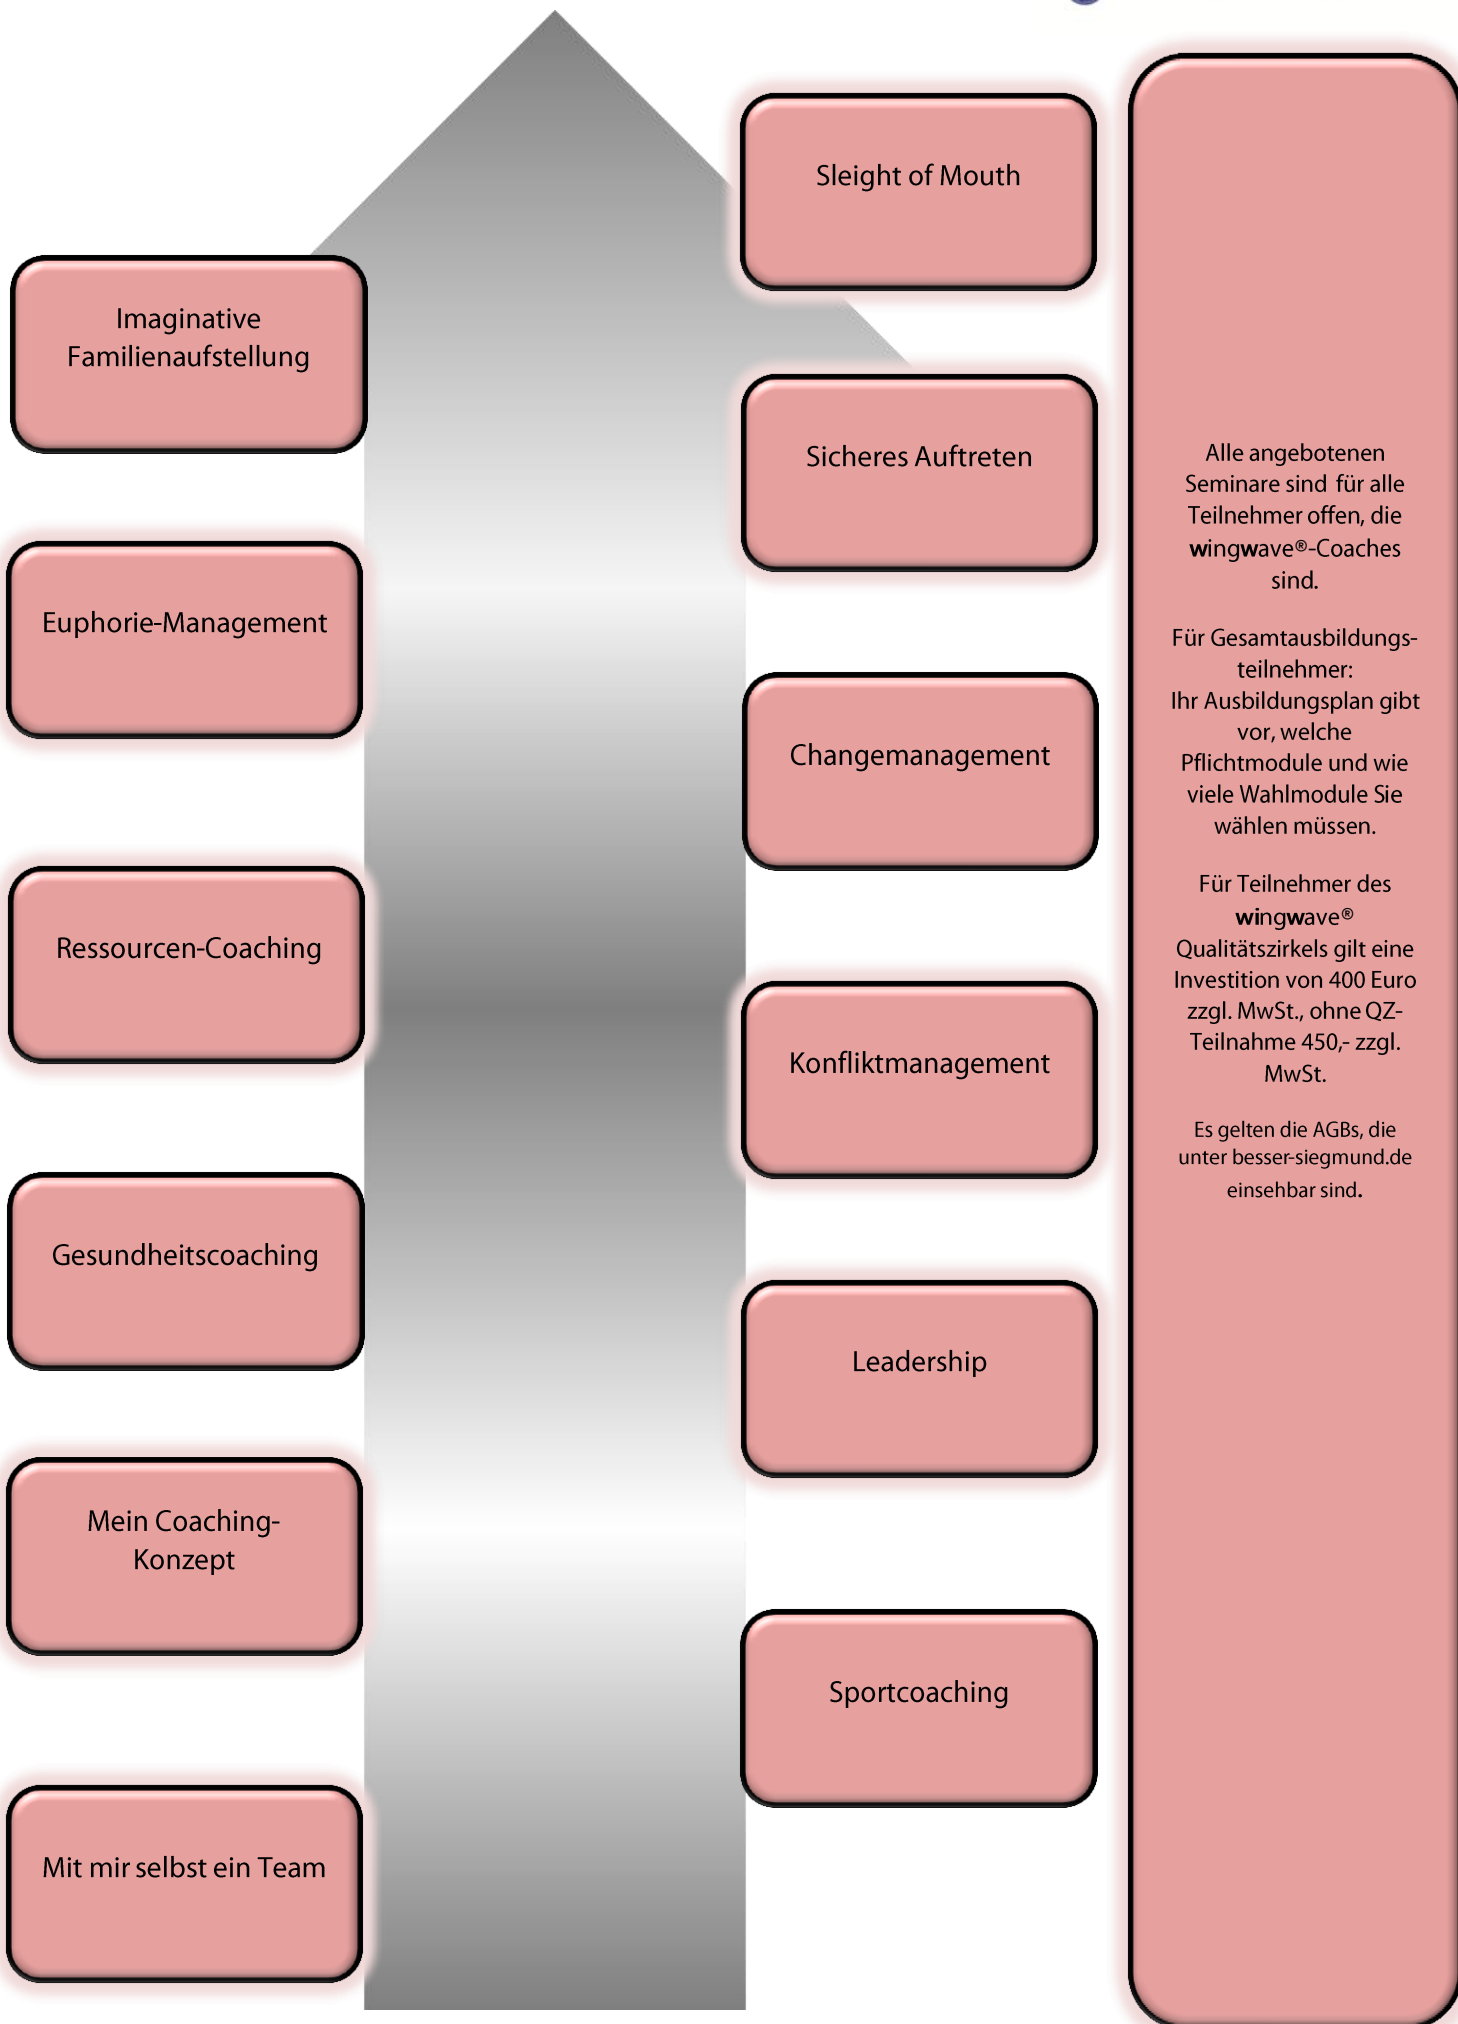 Imaginative
Familienaufstellung
Euphorie-Management
Ressourcen-Coaching
Gesundheitscoaching
Mein Coaching-
Konzept
Mit mir selbst ein Team
Sleight of Mouth
Sicheres Auftreten
Changemanagement
Konfliktmanagement
Leadership
Sportcoaching
Alle angebotenen
Seminare sind für alle
Teilnehmer offen, die
wingwave®-Coaches
sind.
Für Gesamtausbildungs-
teilnehmer:
Ihr Ausbildungsplan gibt
vor, welche
Pflichtmodule und wie
viele Wahlmodule Sie
wählen müssen.
Für Teilnehmer des
wingwave®
Qualitätszirkels gilt eine
Investition von 400 Euro
zzgl. MwSt., ohne QZ-
Teilnahme 450,- zzgl.
MwSt.
Es gelten die AGBs, die
unter besser-siegmund.de
einsehbar sind.